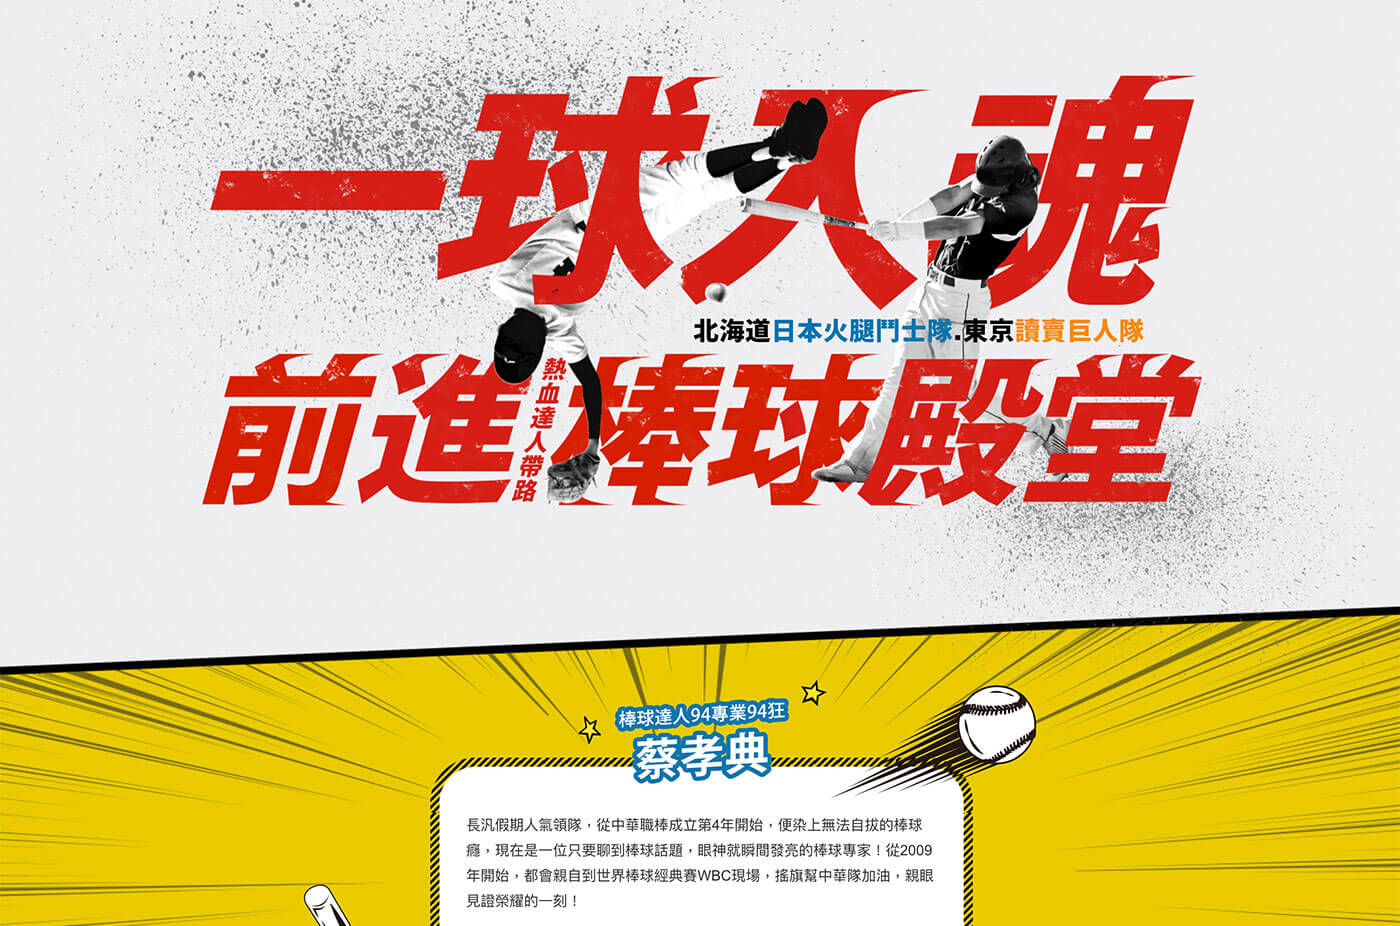 一球入魂
北海道日本火腿鬥士隊.東京讀賣巨人隊
前進
熱血達人帶路
棒球殿堂
棒球達人94專業94狂
蔡孝典
長汎假期人氣領隊，從中華職棒成立第4年開始，便染上無法自拔的棒球
癮，現在是一位只要聊到棒球話題，眼神就瞬間發亮的棒球專家！從2009
年開始，都會親自到世界棒球經典賽WBC現場，搖旗幫中華隊加油，親眼
見證榮耀的一刻！